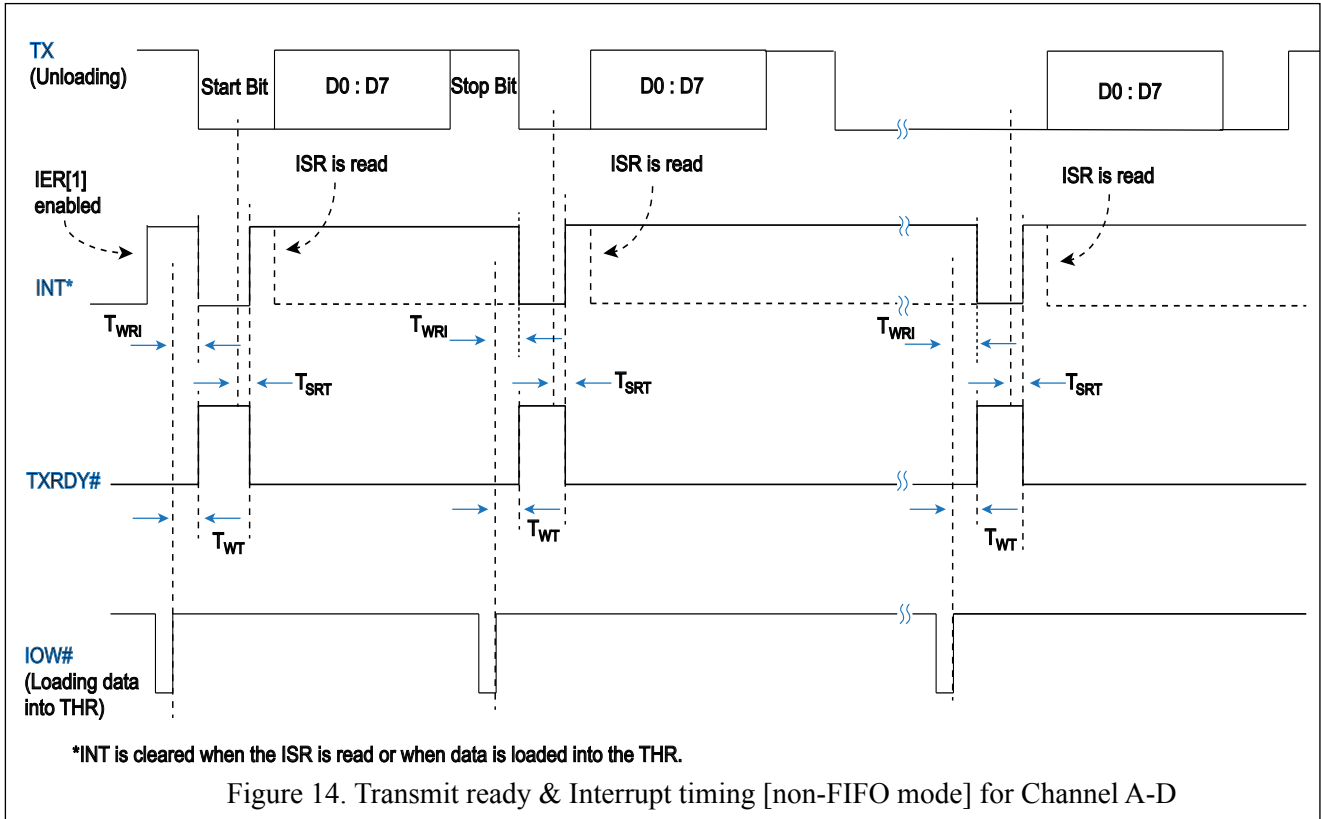 TX
(Unloading)
Start Bit
D0 : D7
Stop Bit
D0 : D7
D0 : D7
IER[1]
enabled
ISR is read
ISR is read
ISR is read
INT*
TWRI
TWRI
TWRI
TSRT
TSRT
TSRT
TXRDY#
TWT
TWT
TWT
IOW#
(Loading data
into THR)
*INT is cleared when the ISR is read or when data is loaded into the THR.
Figure 14. Transmit ready & Interrupt timing [non-FIFO mode] for Channel A-D